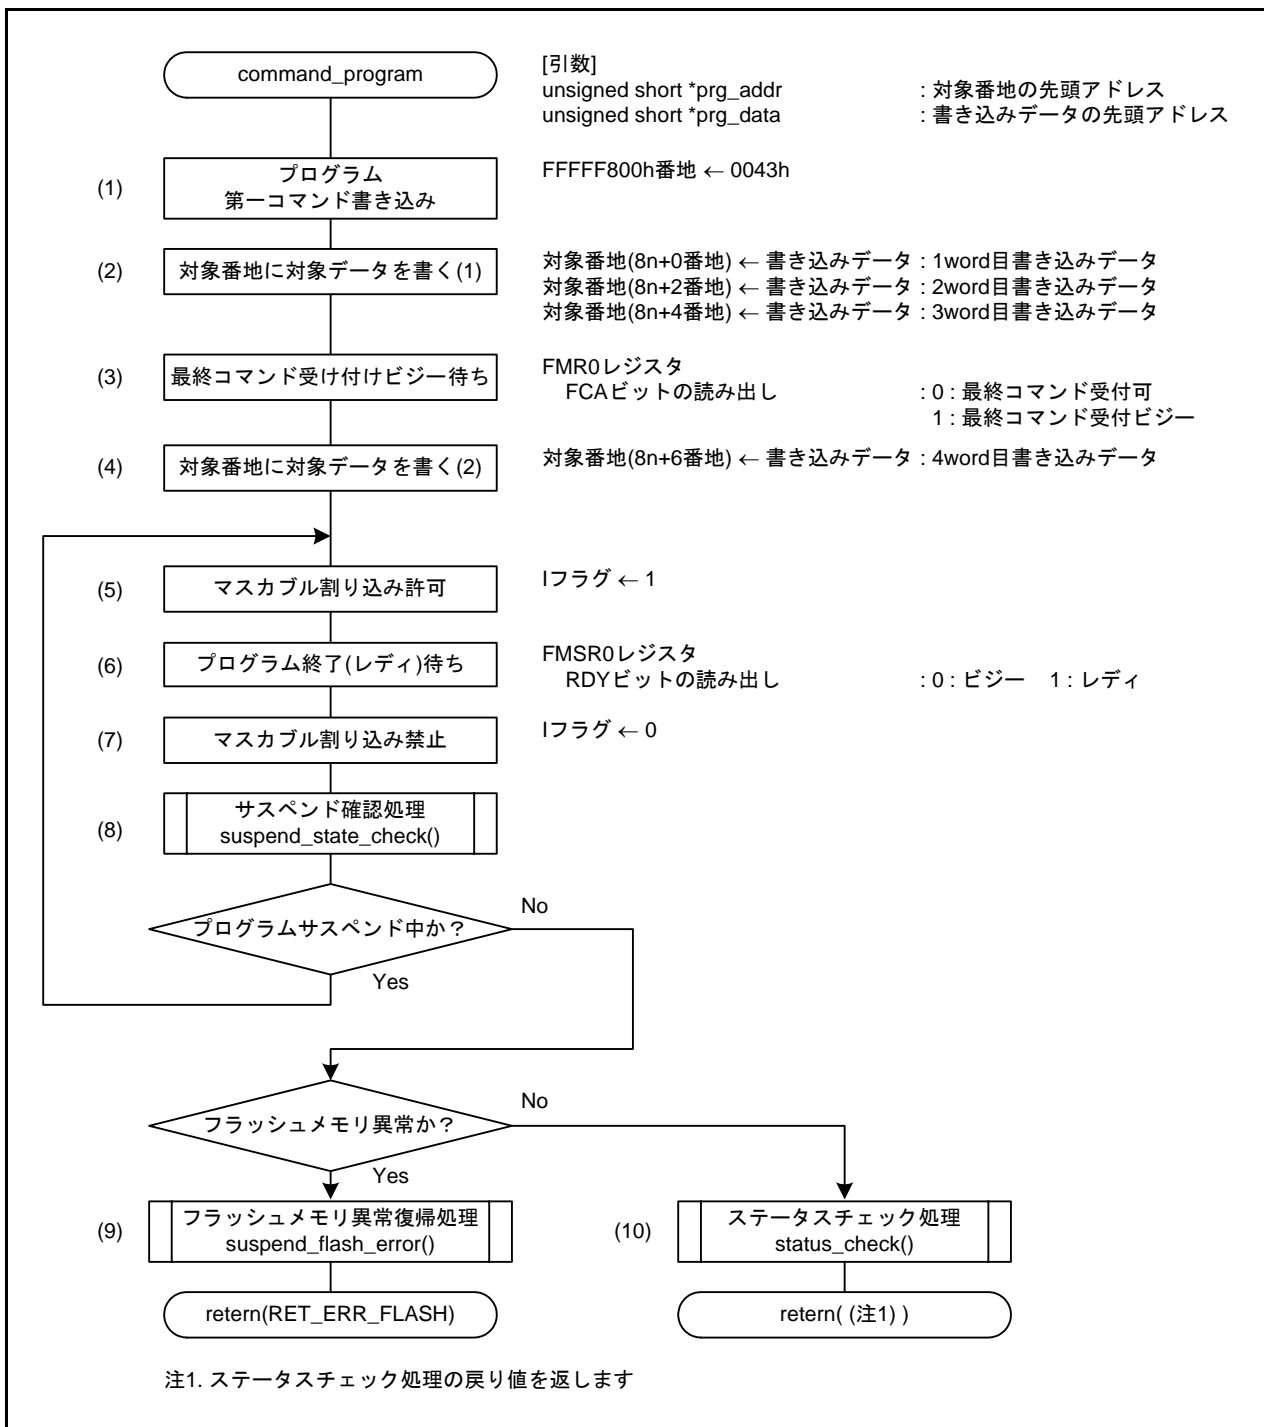 command_program
[引数]
unsigned short *prg_addr : 対象番地の先頭アドレス
unsigned short *prg_data : 書き込みデータの先頭アドレス
(1)
プログラム
第一コマンド書き込み
FFFFF800h番地 ← 0043h
(2)
対象番地に対象データを書く(1)
対象番地(8n+0番地) ← 書き込みデータ : 1word目書き込みデータ
対象番地(8n+2番地) ← 書き込みデータ : 2word目書き込みデータ
対象番地(8n+4番地) ← 書き込みデータ : 3word目書き込みデータ
(3)
最終コマンド受け付けビジー待ち
FMR0レジスタ
FCAビットの読み出し : 0 : 最終コマンド受付可
1 : 最終コマンド受付ビジー
(4)
対象番地に対象データを書く(2)
対象番地(8n+6番地) ← 書き込みデータ : 4word目書き込みデータ
(5)
マスカブル割り込み許可
Iフラグ ← 1
(6)
プログラム終了(レディ)待ち
FMSR0レジスタ
RDYビットの読み出し : 0 : ビジー 1 : レディ
(7)
マスカブル割り込み禁止
Iフラグ ← 0
(8)
サスペンド確認処理
suspend_state_check()
プログラムサスペンド中か？
No
Yes
フラッシュメモリ異常か？
No
Yes
(9)
フラッシュメモリ異常復帰処理
suspend_flash_error()
(10)
ステータスチェック処理
status_check()
retern(RET_ERR_FLASH)
retern( (注1) )
注1. ステータスチェック処理の戻り値を返します